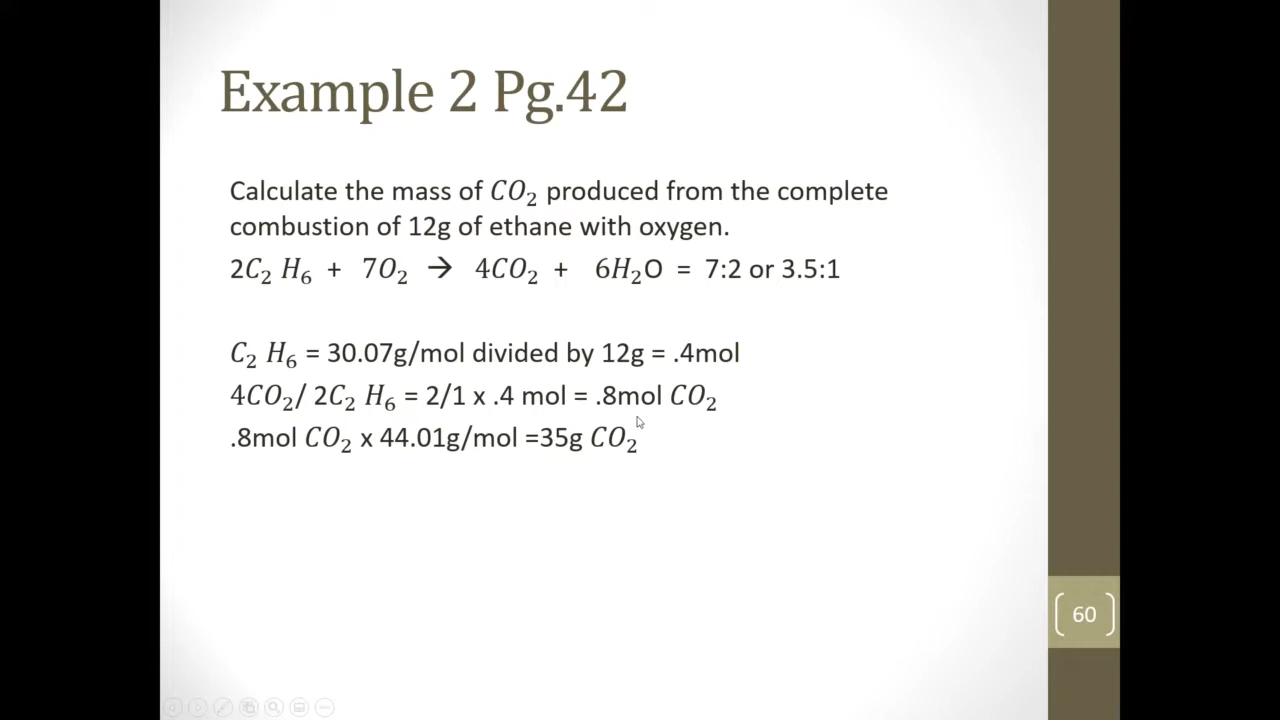 Example 2 Pg.42
Calculate the mass of CO₂ produced from the complete
combustion of 12g of ethane with oxygen.
2C₂ H₆ + 7O₂ → 4CO₂ + 6H₂O = 7:2 or 3.5:1
C₂ H₆ = 30.07g/mol divided by 12g = .4mol
4CO₂/ 2C₂ H₆ = 2/1 x .4 mol = .8mol CO₂
.8mol CO₂ x 44.01g/mol =35g CO₂
60